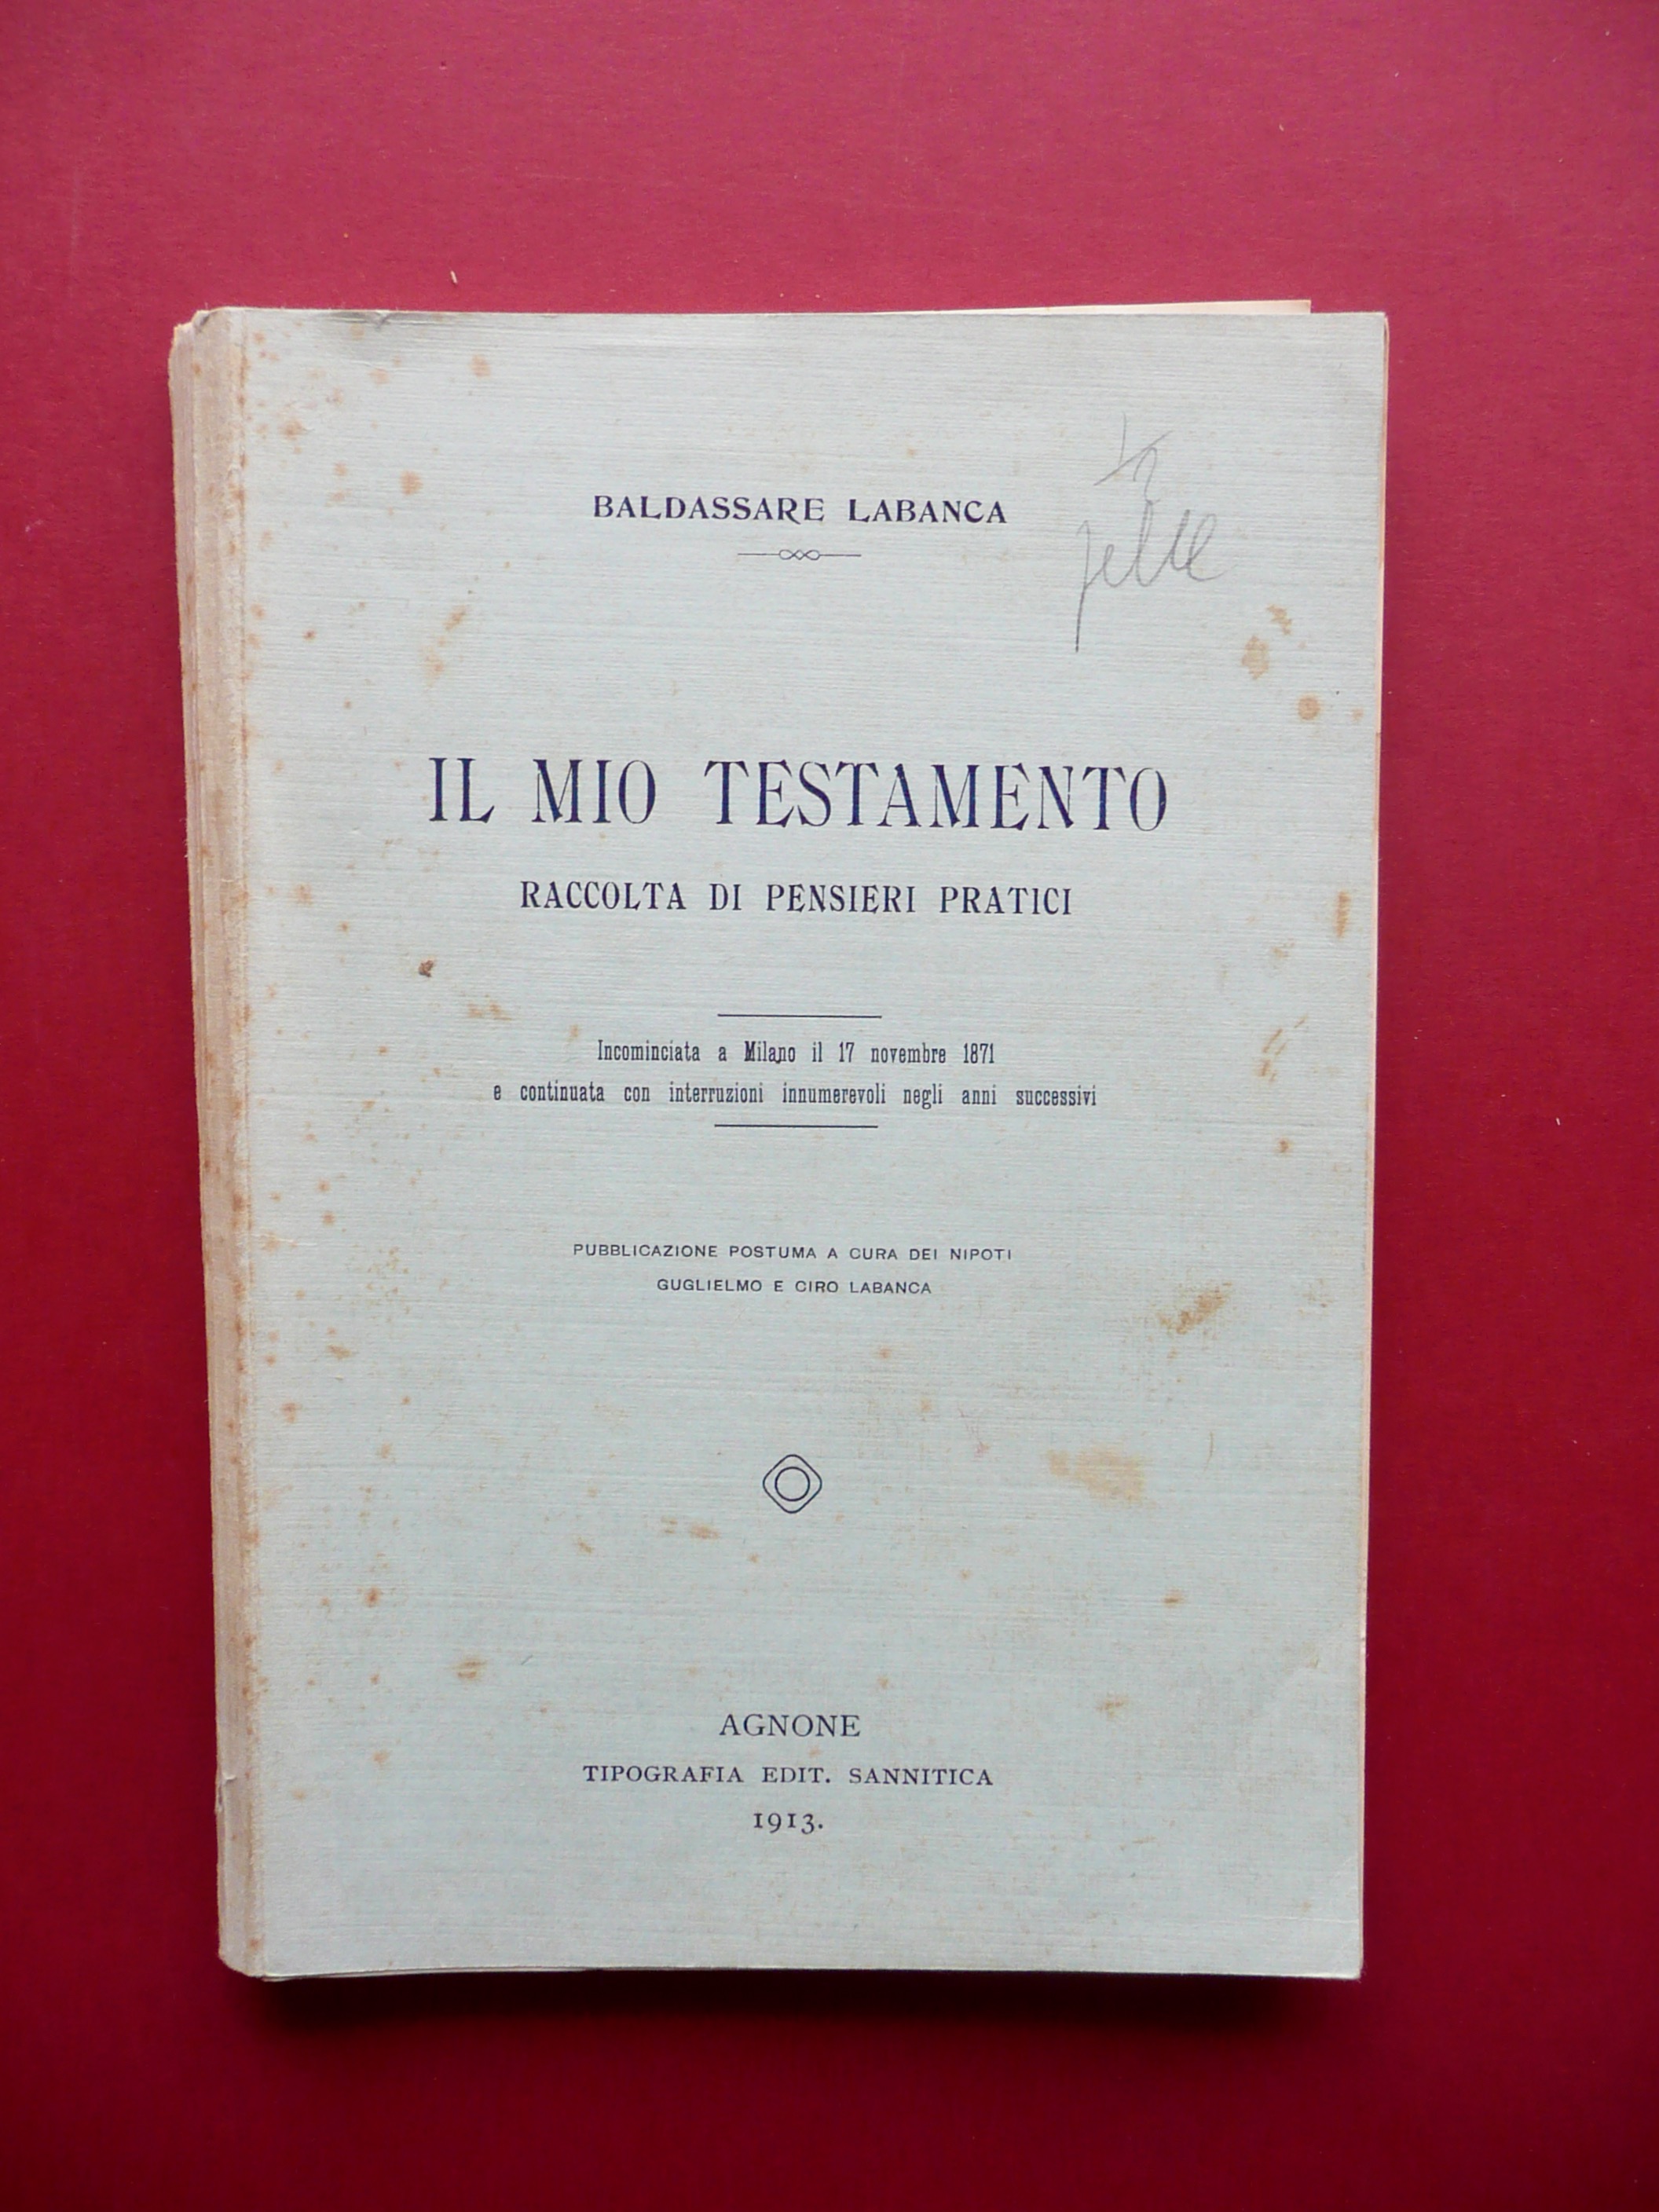 BALDASSARE LABANCA
IL MIO TESTAMENTO
RACCOLTA DI PENSIERI PRATICI
Incominciata a Milano il 17 novembre 1871
e continuata con interruzioni innumerevoli negli anni successivi
PUBBLICAZIONE POSTUMA A CURA DEI NIPOTI
GUGLIELMO E CIRO LABANCA
AGNONE
TIPOGRAFIA EDIT. SANNITICA
1913.